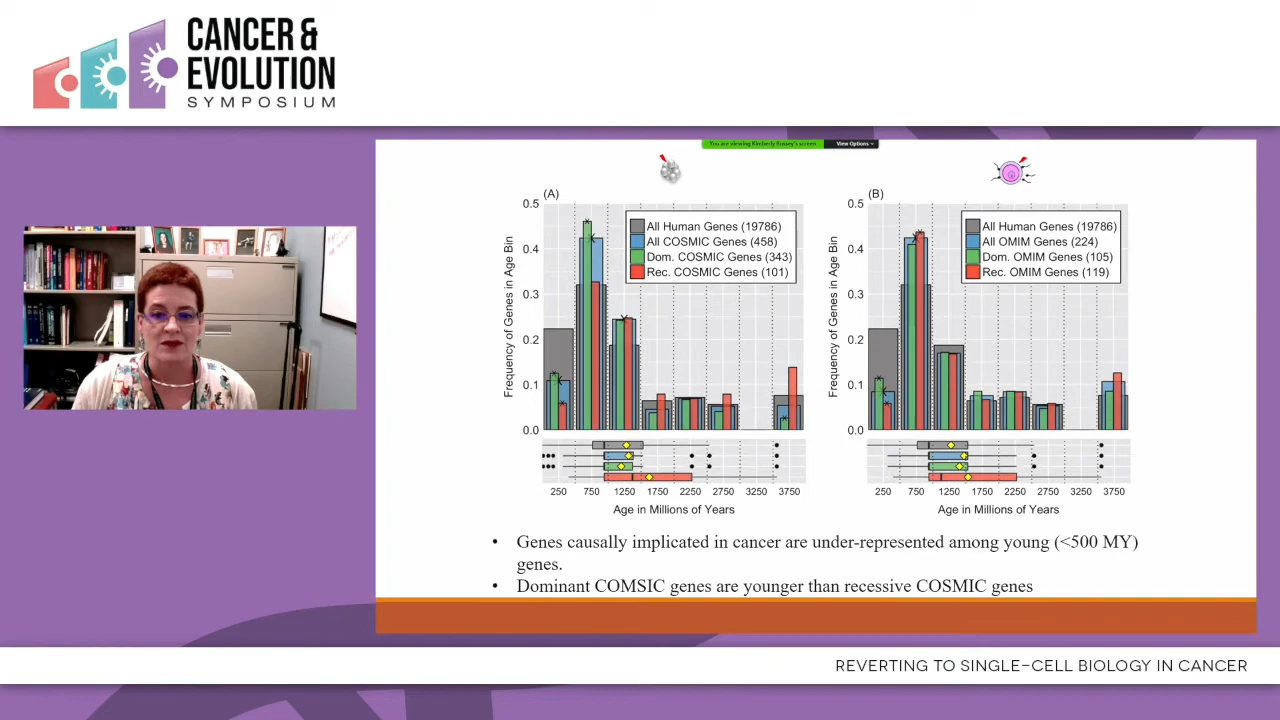 CANCER &
EVOLUTION
SYMPOSIUM
You are viewing Kimberly Bussey's screen
View Options
(A)
Frequency of Genes in Age Bin
0.5
0.4
0.3
0.2
0.1
0.0
All Human Genes (19786)
All COSMIC Genes (458)
Dom. COSMIC Genes (343)
Rec. COSMIC Genes (101)
250 750 1250 1750 2250 2750 3250 3750
Age in Millions of Years
(B)
Frequency of Genes in Age Bin
0.5
0.4
0.3
0.2
0.1
0.0
All Human Genes (19786)
All OMIM Genes (224)
Dom. OMIM Genes (105)
Rec. OMIM Genes (119)
250 750 1250 1750 2250 2750 3250 3750
Age in Millions of Years
• Genes causally implicated in cancer are under-represented among young (<500 MY)
genes.
• Dominant COMSIC genes are younger than recessive COSMIC genes
REVERTING TO SINGLE-CELL BIOLOGY IN CANCER